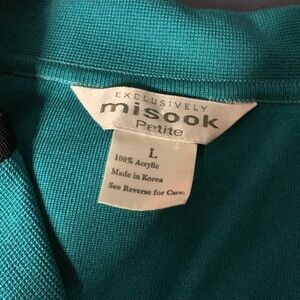 EXCLUSIVELY
misook
Petite
L
100% Acrylic
Made in Korea
See Reverse for Care.